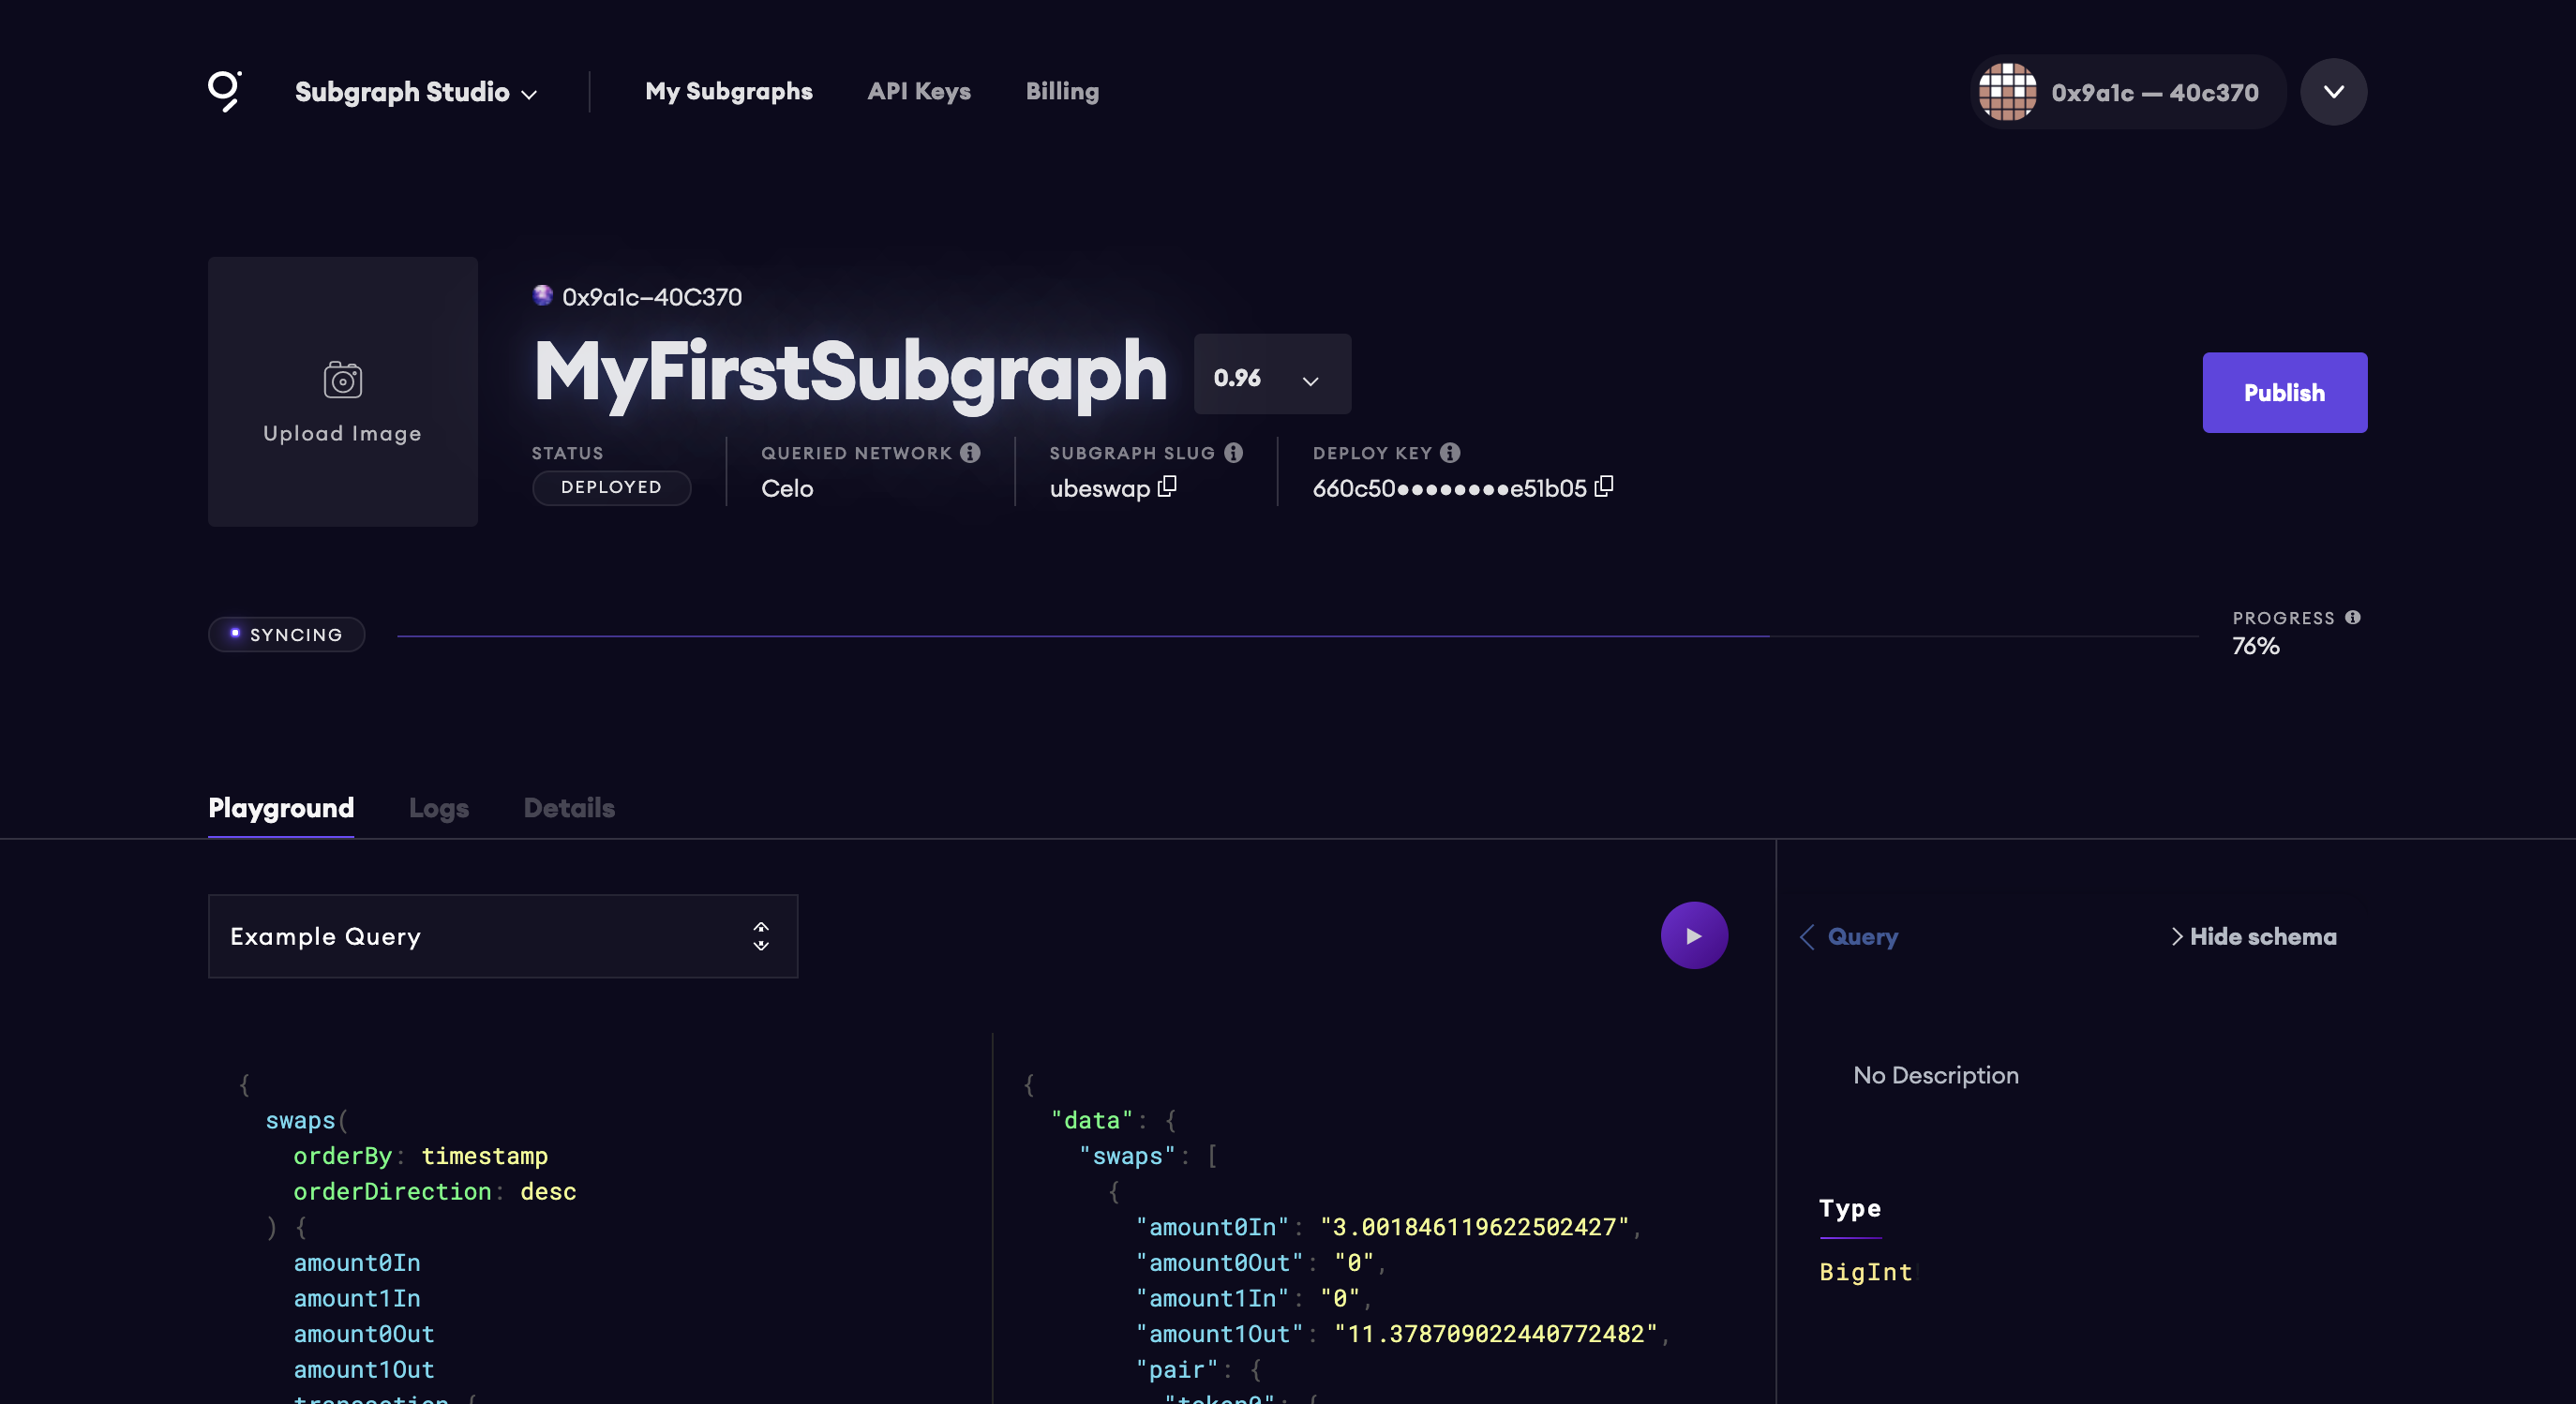 Subgraph Studio My Subgraphs API Keys Billing 0x9a1c — 40c370
0x9a1c–40C370
MyFirstSubgraph 0.96
Publish
Upload Image
STATUS QUERIED NETWORK SUBGRAPH SLUG DEPLOY KEY
DEPLOYED Celo ubeswap 660c50●●●●●●●●e51b05
SYNCING PROGRESS
76%
Playground Logs Details
Example Query Query Hide schema
No Description
Type
BigInt
{
swaps(
orderBy: timestamp
orderDirection: desc
) {
amount0In
amount1In
amount0Out
amount1Out
transaction {
{
"data": {
"swaps": [
{
"amount0In": "3.001846119622502427",
"amount0Out": "0",
"amount1In": "0",
"amount1Out": "11.378709022440772482",
"pair": {
"token0": {